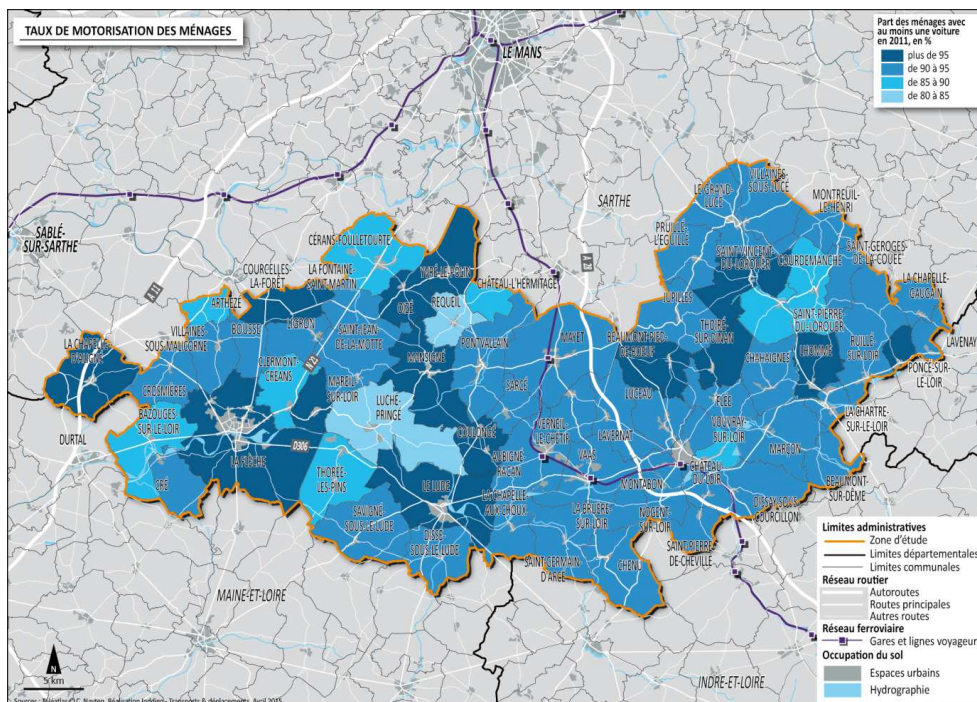 TAUX DE MOTORISATION DES MÉNAGES
LE MANS
Part des ménages avec
au moins une voiture
en 2011, en %
plus de 95
de 90 à 95
de 85 à 90
de 80 à 85
SABLÉ-
SUR-SARTHE
SARTHE
A 11
A 28
LE GRAND-
LUCÉ
VILLAINES-
SOUS-LUCÉ
MONTREUIL-
LE-HENRI
PRUILLÉ-
L'EGUILLÉ
SAINT-VINCENT
DU-LOROUËR
COURDEMANCHE
SAINT-GEROGES
DE-LA-COUÉE
LA CHAPELLE-
GAUGAIN
CÉRANS-FOULLETOURTE
COURCELLES-
LA-FORÊT
LA FONTAINE-
SAINT-MARTIN
YVRÉ-LE-PÔLIN
CHÂTEAU-L'HERMITAGE
OIZÉ
REQUEIL
JUPILLES
ARTHEZÉ
VILLAINES-
SOUS-MALICORNE
BOUSSE
LIGRON
SAINT-JEAN-
DE-LA-MOTTE
PONTVALLAIN
MAYET
BEAUMONT-PIED-
DE-BOEUF
THOIRÉ-
SUR-DINAN
SAINT-PIERRE-
DU-LOROUËR
LAVENAY
LA CHAPELLE-
D'ALIGNÉ
CLERMONT-
CRÉANS
N 23
MANSIGNÉ
CHAHAIGNES
LHOMME
RUILLÉ-
SUR-LOIR
PONCÉ-SUR-
LE-LOIR
CROSMIÈRES
MAREIL-
SUR-LOIR
SARCÉ
LUCEAU
FLÉE
BAZOUGES
SUR LE LOIR
LUCHÉ-
PRINGÉ
COULONGÉ
VERNEIL-
LE-CHÉTIF
LAVERNAT
VOUVRAY-
SUR-LOIR
LA CHARTRE-
SUR-LE-LOIR
DURTAL
D306
AUBIGNÉ-
RACAN
VAAS
MARÇON
LA FLÈCHE
CHÂTEAU-
DU-LOIR
CRÉ
THORÉE-
LES-PINS
LE LUDE
MONTABON
BEAUMONT-
SUR-DÊME
LA CHAPELLE-
AUX-CHOUX
DISSAY-SOUS-
COURCILLON
SAVIGNÉ-
SOUS-LE-LUDE
LA BRUÈRE-
SUR-LOIR
NOGENT-
SUR-LOIR
DISSÉ-
SOUS-LE-LUDE
SAINT-PIERRE-
DE-CHEVILLÉ
SAINT-GERMAIN
D'ARCÉ
CHENU
MAINE-ET-LOIRE
INDRE-ET-LOIRE
Limites administratives
Zone d'étude
Limites départementales
Limites communales
Réseau routier
Autoroutes
Routes principales
Autres routes
Réseau ferroviaire
Gares et lignes voyageur
Occupation du sol
Espaces urbains
Hydrographie
N
5 km